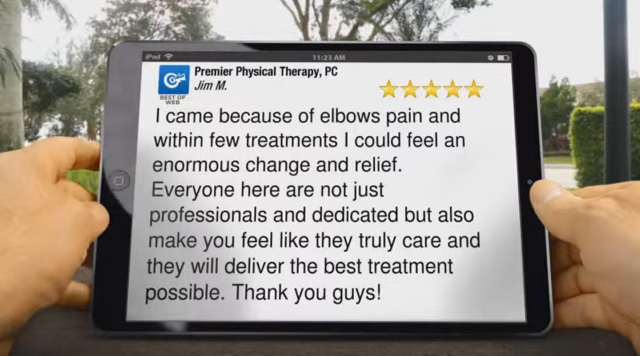 iPod
11:23 AM
Premier Physical Therapy, PC
Jim M.
BEST OF
WEB
I came because of elbows pain and
within few treatments I could feel an
enormous change and relief.
Everyone here are not just
professionals and dedicated but also
make you feel like they truly care and
they will deliver the best treatment
possible. Thank you guys!